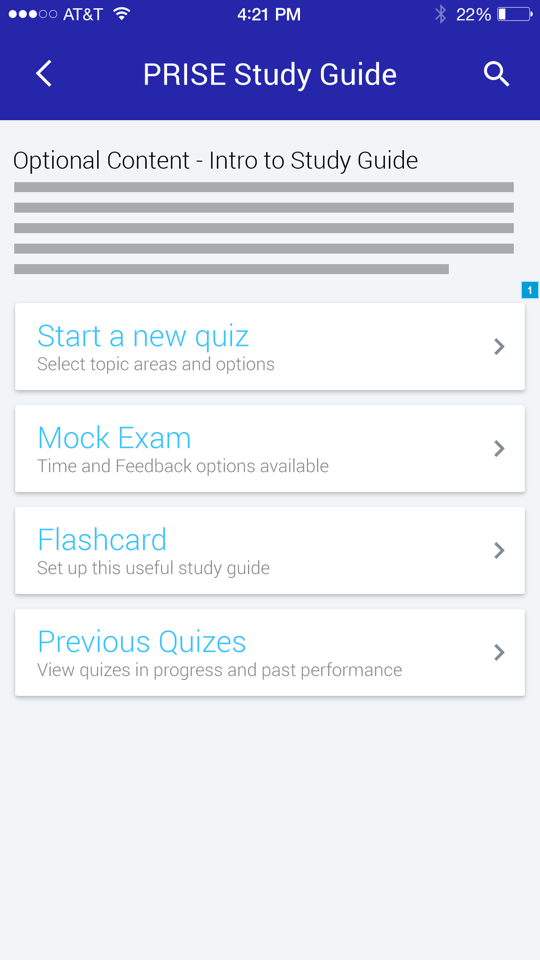 AT&T 4:21 PM 22%
PRISE Study Guide
Optional Content - Intro to Study Guide
1
Start a new quiz
Select topic areas and options
Mock Exam
Time and Feedback options available
Flashcard
Set up this useful study guide
Previous Quizes
View quizes in progress and past performance